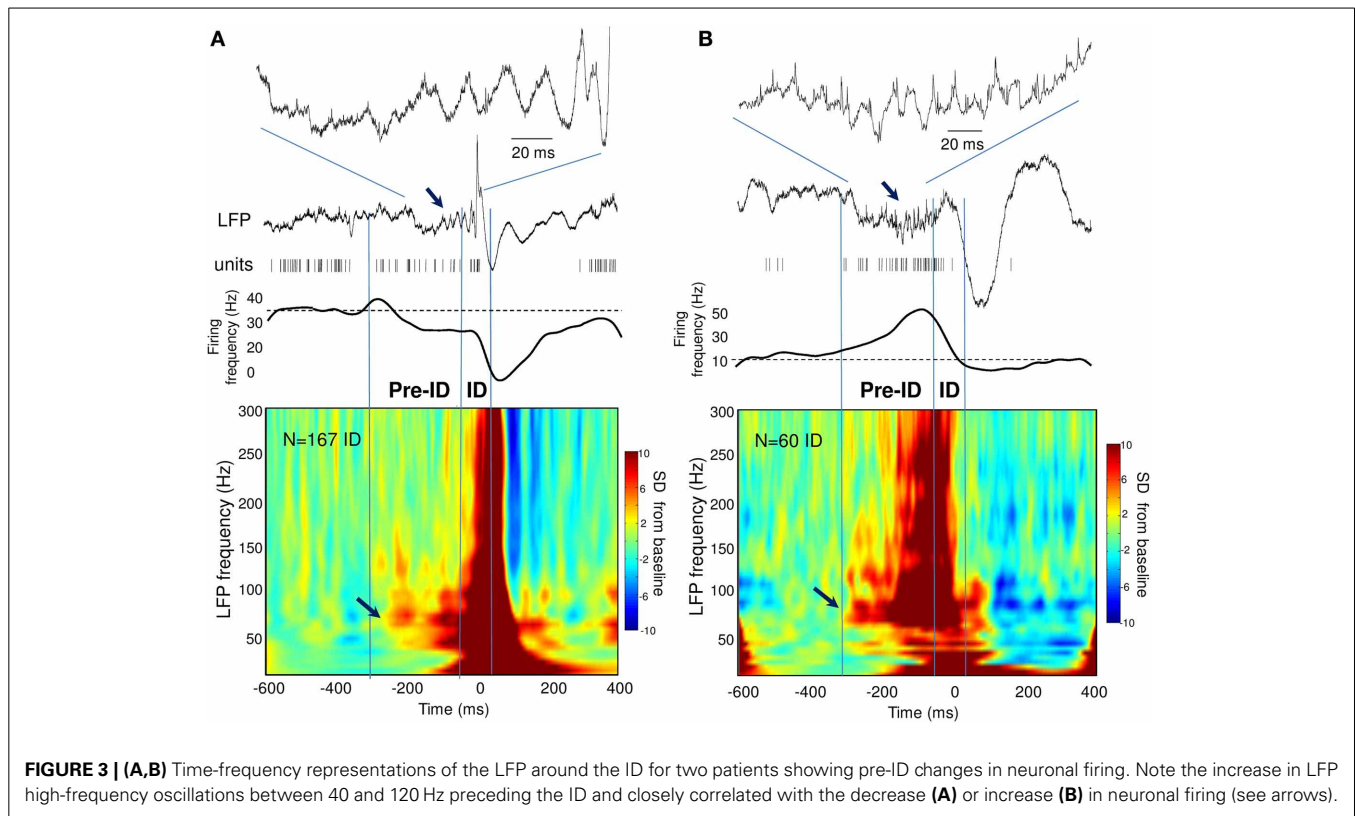 A
B
20 ms
20 ms
LFP
units
40
30
20
0
Firing
frequency (Hz)
50
30
10
Firing
frequency (Hz)
Pre-ID ID
Pre-ID ID
300
250
200
150
100
50
LFP frequency (Hz)
N=167 ID
10
6
2
-2
-6
-10
SD from baseline
-600 -400 -200 0 200 400
Time (ms)
300
250
200
150
100
50
LFP frequency (Hz)
N=60 ID
10
6
2
-2
-6
-10
SD from baseline
-600 -400 -200 0 200 400
Time (ms)
FIGURE 3 | (A,B) Time-frequency representations of the LFP around the ID for two patients showing pre-ID changes in neuronal firing. Note the increase in LFP
high-frequency oscillations between 40 and 120 Hz preceding the ID and closely correlated with the decrease (A) or increase (B) in neuronal firing (see arrows).